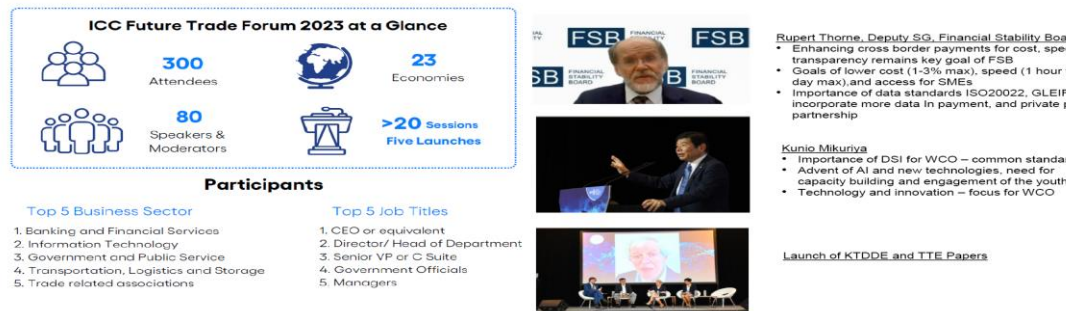 ICC Future Trade Forum 2023 at a Glance
300
Attendees
23
Economies
80
Speakers &
Moderators
>20 Sessions
Five Launches
Participants
Top 5 Business Sector
1. Banking and Financial Services
2. Information Technology
3. Government and Public Service
4. Transportation, Logistics and Storage
5. Trade related associations
Top 5 Job Titles
1. CEO or equivalent
2. Director/ Head of Department
3. Senior VP or C Suite
4. Government Officials
5. Managers
FSB
FSB FINANCIAL
STABILITY
BOARD
FSB
FSB FINANCIAL
STABILITY
BOARD
Rupert Thorne, Deputy SG, Financial Stability Boa
• Enhancing cross border payments for cost, spe
transparency remains key goal of FSB
• Goals of lower cost (1-3% max), speed (1 hour
day max),and access for SMEs
• Importance of data standards ISO20022, GLEIF
incorporate more data In payment, and private p
partnership
Kunio Mikuriya
• Importance of DSI for WCO – common standa
• Advent of AI and new technologies, need for
capacity building and engagement of the youth
• Technology and innovation – focus for WCO
Launch of KTDDE and TTE Papers